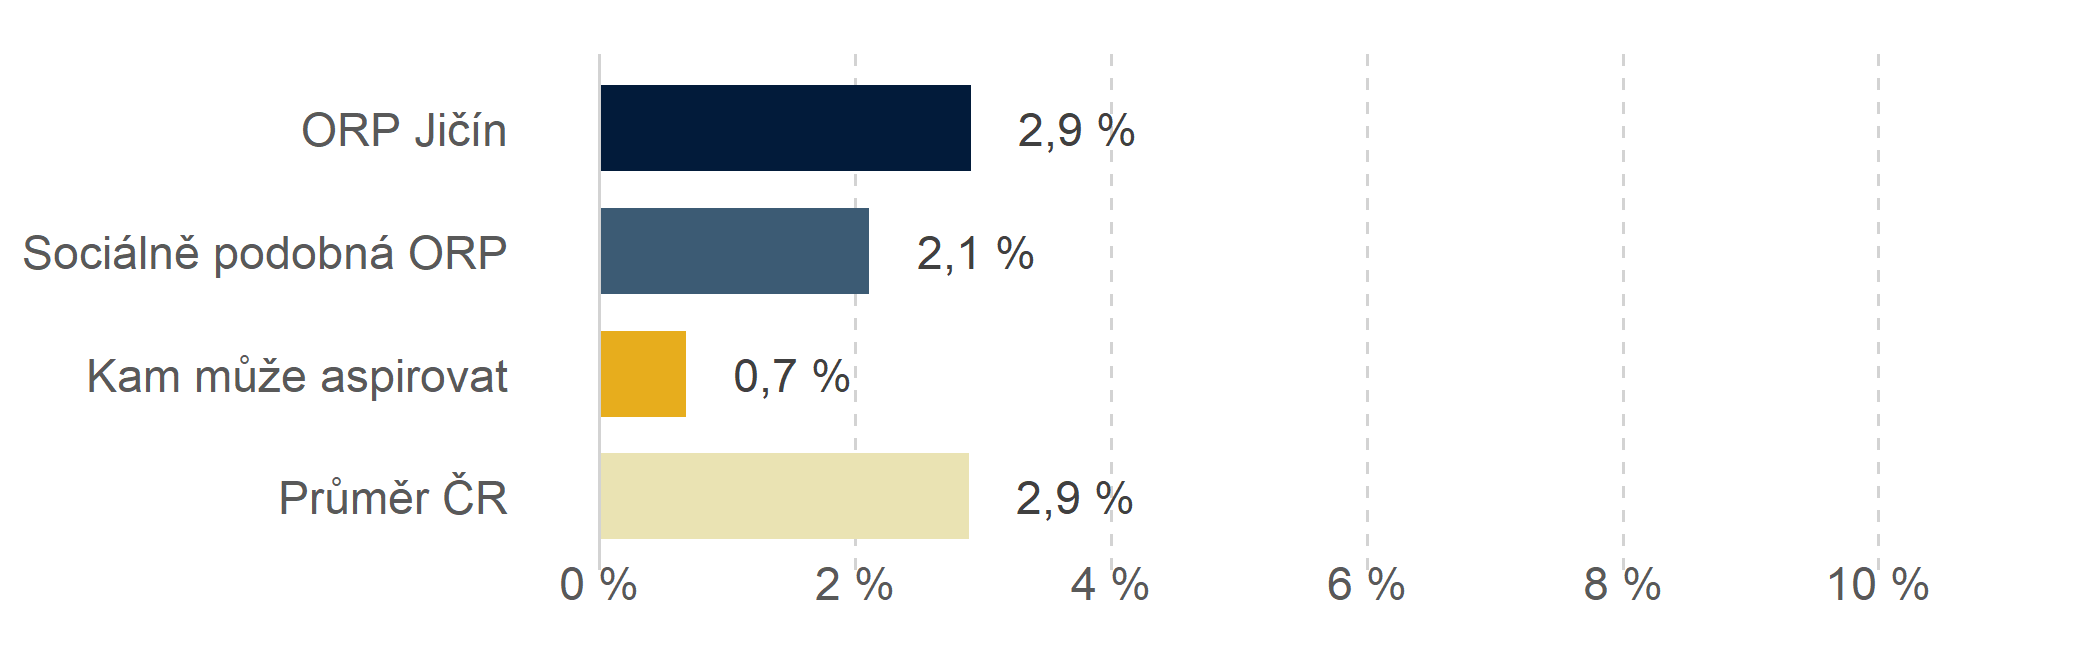 ORP Jičín
2,9 %
Sociálně podobná ORP
2,1 %
Kam může aspirovat
0,7 %
Průměr ČR
2,9 %
0 % 2 % 4 % 6 % 8 % 10 %